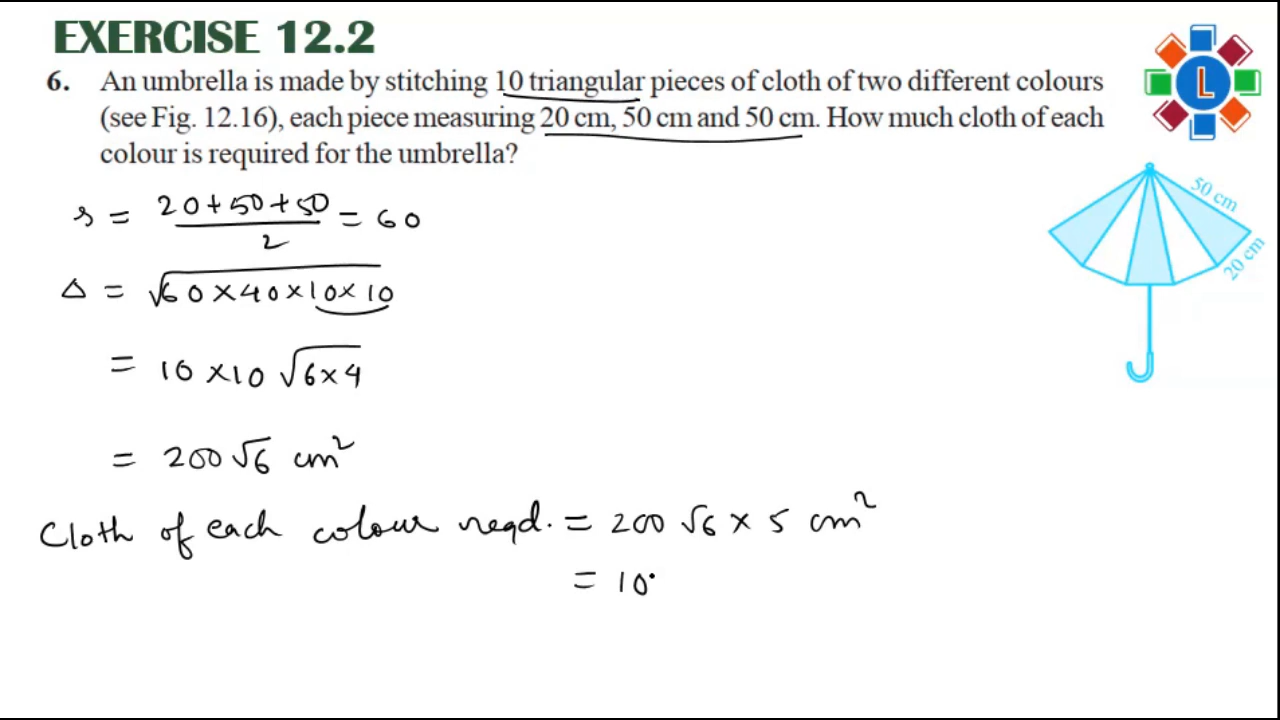 EXERCISE 12.2
6. An umbrella is made by stitching 10 triangular pieces of cloth of two different colours
(see Fig. 12.16), each piece measuring 20 cm, 50 cm and 50 cm. How much cloth of each
colour is required for the umbrella?
L
50 cm
20 cm
s = (20+50+50)/2 = 60
Δ = √(60×40×10×10)
= 10×10 √(6×4)
= 200√6 cm²
Cloth of each colour reqd. = 200√6 × 5 cm²
= 10